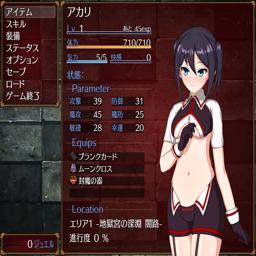 アイテム
スキル
装備
ステータス
オプション
セーブ
ロード
ゲーム終了
アカリ
Lv 1 あと 45exp
体力 710/710
気力 5/5 快感 0
状態:
Parameter
攻撃 39 防御 31
魔攻 45 魔防 25
敏捷 28 幸運 20
Equips
ブランクカード
ムーンクロス
封魔の器
Location
エリア1 -地獄宮の深淵 闇路-
進行度 0 %
0 ジュエル